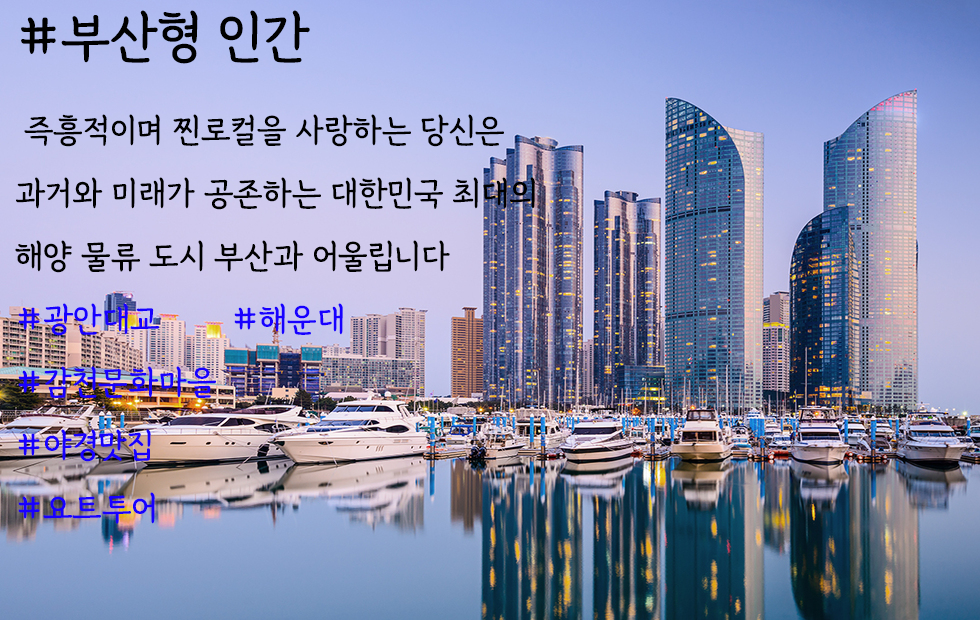 #부산형 인간
즉흥적이며 찐로컬을 사랑하는 당신은
과거와 미래가 공존하는 대한민국 최대의
해양 물류 도시 부산과 어울립니다
#광안대교 #해운대
#감천문화마을
#야경맛집
#요트투어